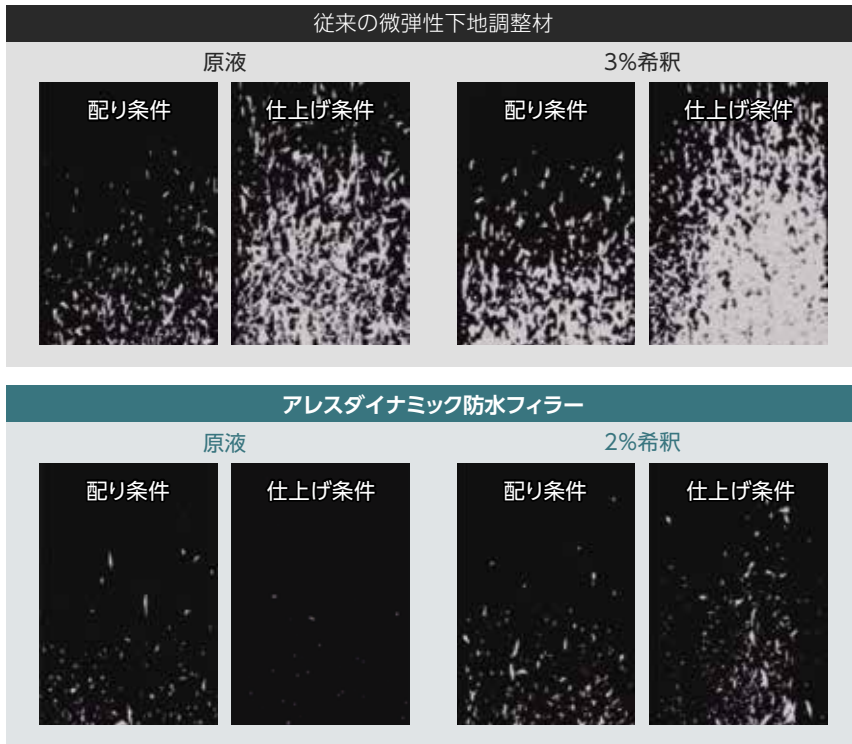 従来の微弾性下地調整材
原液
3%希釈
配り条件
仕上げ条件
配り条件
仕上げ条件
アレスダイナミック防水フィラー
原液
2%希釈
配り条件
仕上げ条件
配り条件
仕上げ条件